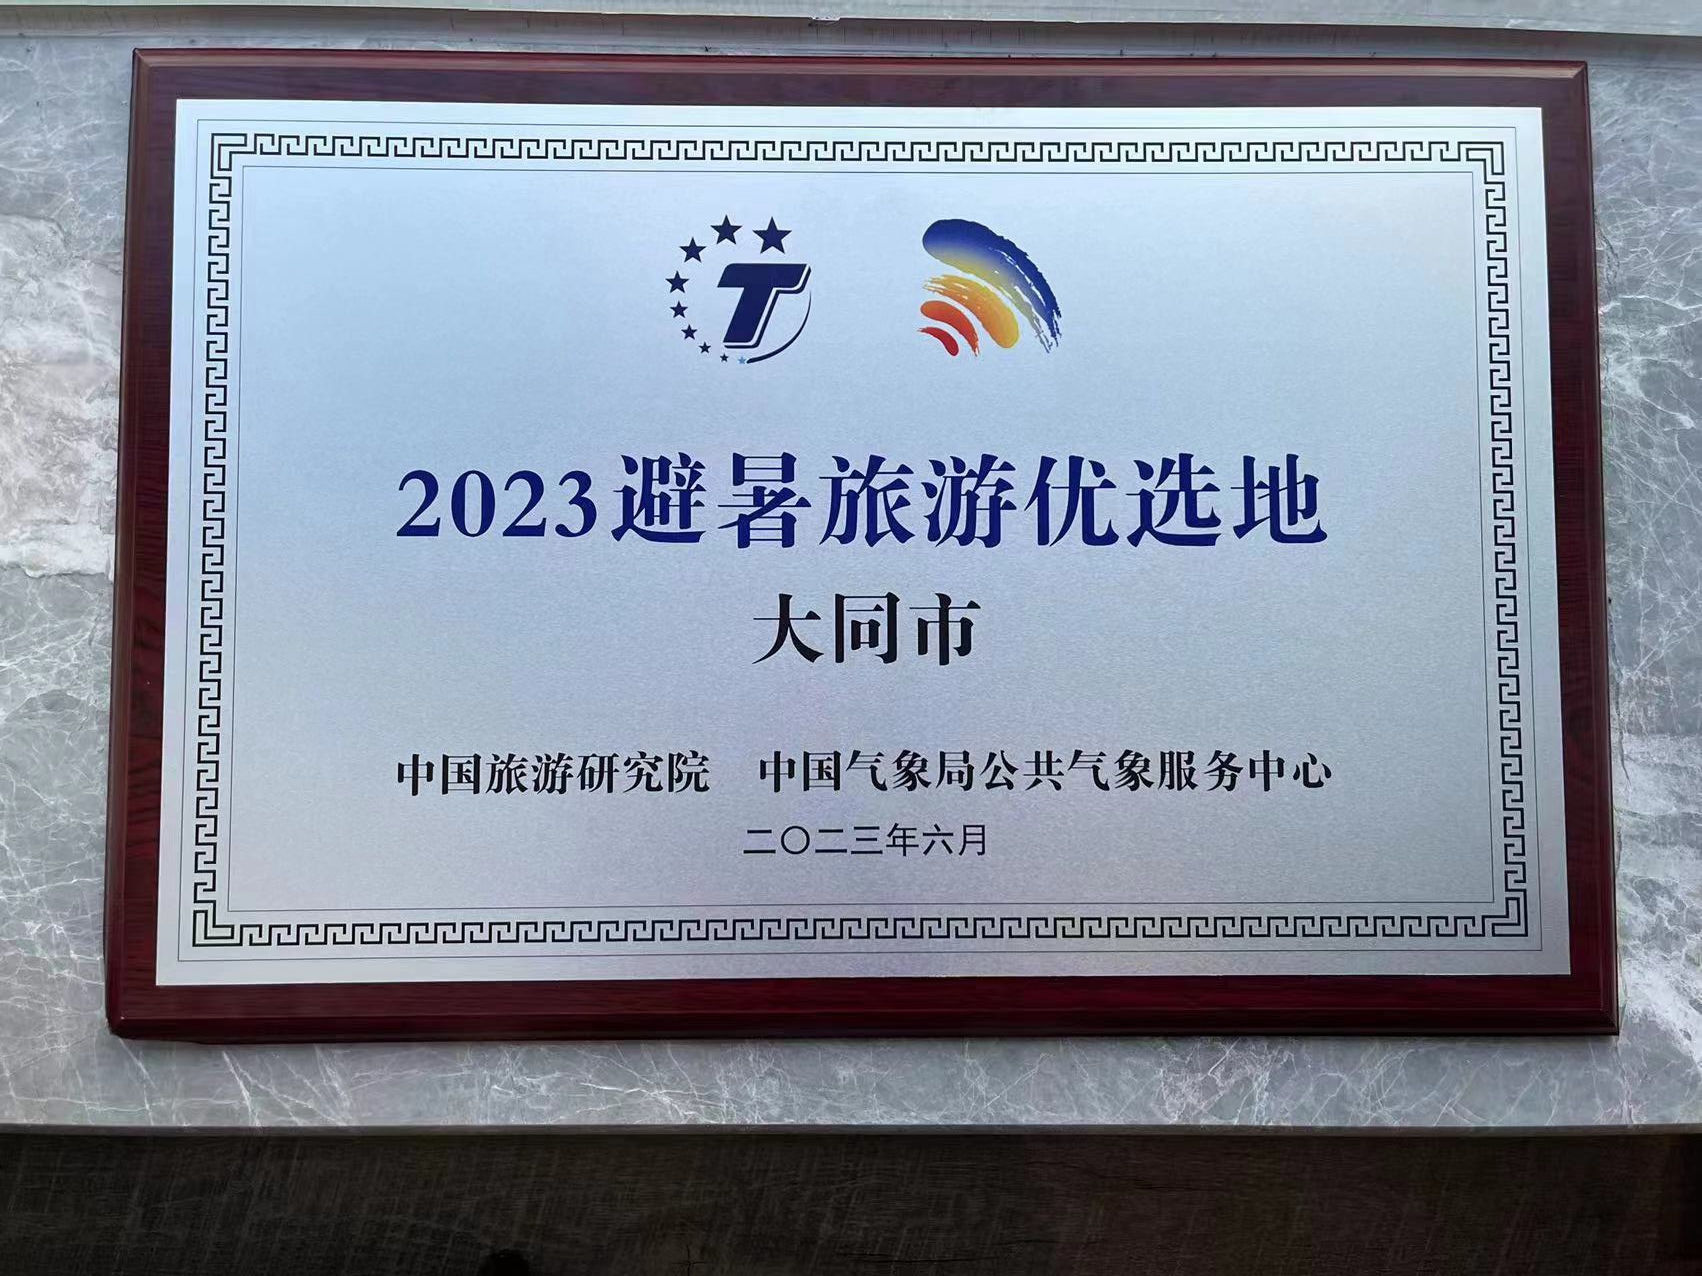 2023避暑旅游优选地
大同市
中国旅游研究院 中国气象局公共气象服务中心
二〇二三年六月